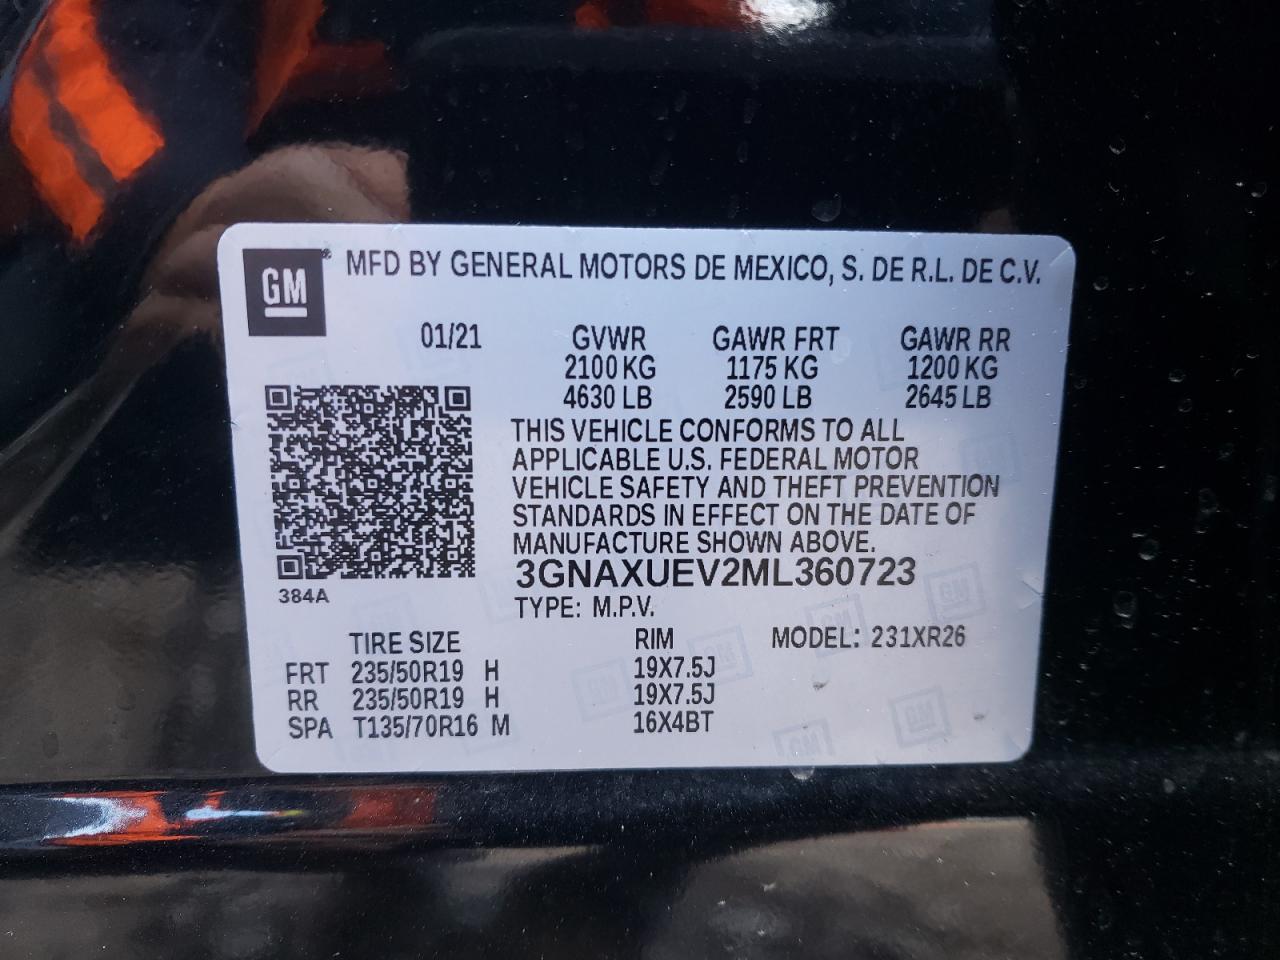 GM ® MFD BY GENERAL MOTORS DE MEXICO, S. DE R.L. DE C.V.
01/21 GVWR GAWR FRT GAWR RR
2100 KG 1175 KG 1200 KG
4630 LB 2590 LB 2645 LB
THIS VEHICLE CONFORMS TO ALL
APPLICABLE U.S. FEDERAL MOTOR
VEHICLE SAFETY AND THEFT PREVENTION
STANDARDS IN EFFECT ON THE DATE OF
MANUFACTURE SHOWN ABOVE.
3GNAXUEV2ML360723
384A
TYPE: M.P.V.
TIRE SIZE RIM MODEL: 231XR26
FRT 235/50R19 H 19X7.5J
RR 235/50R19 H 19X7.5J
SPA T135/70R16 M 16X4BT